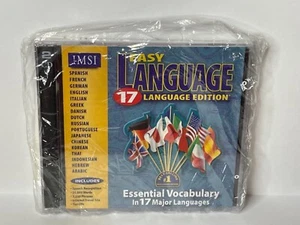 IMSI
EASY
LANGUAGE
17 LANGUAGE EDITION
SPANISH
FRENCH
GERMAN
ENGLISH
ITALIAN
GREEK
DANISH
DUTCH
RUSSIAN
PORTUGUESE
JAPANESE
CHINESE
KOREAN
THAI
INDONESIAN
HEBREW
ARABIC
INCLUDES
Essential Vocabulary
In 17 Major Languages